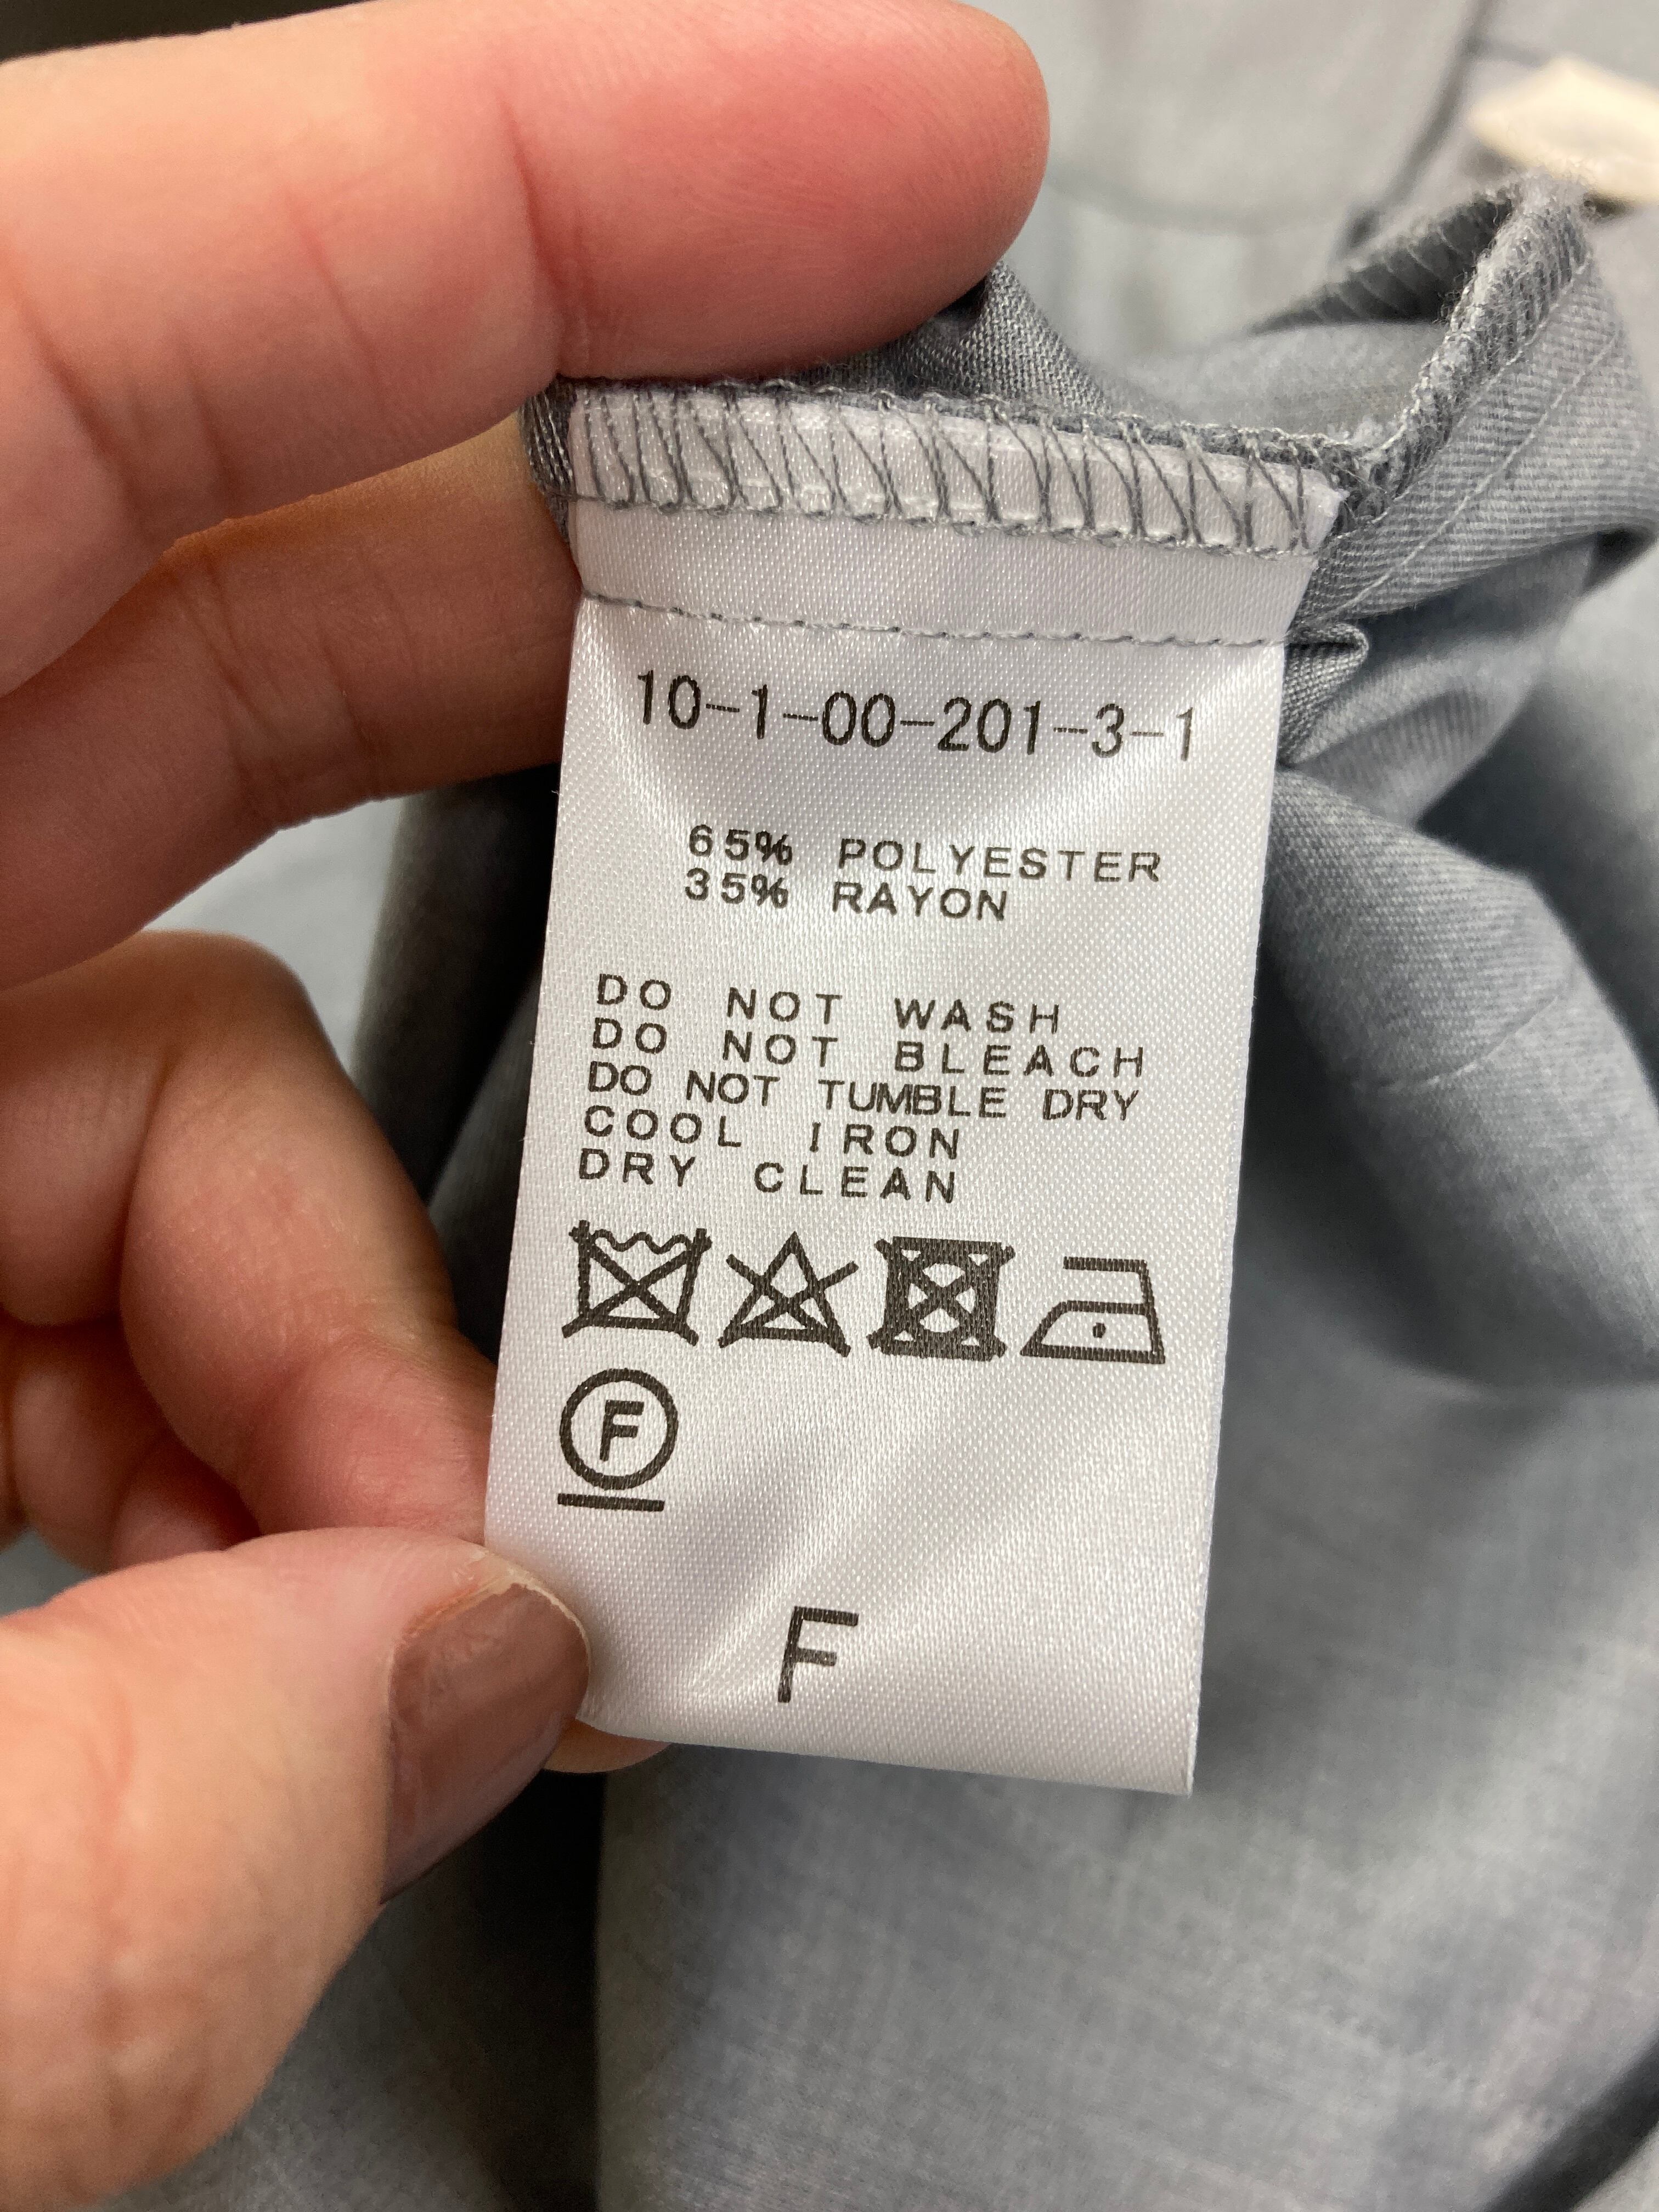 10-1-00-201-3-1
65% POLYESTER
35% RAYON
DO NOT WASH
DO NOT BLEACH
DO NOT TUMBLE DRY
COOL IRON
DRY CLEAN
F
F